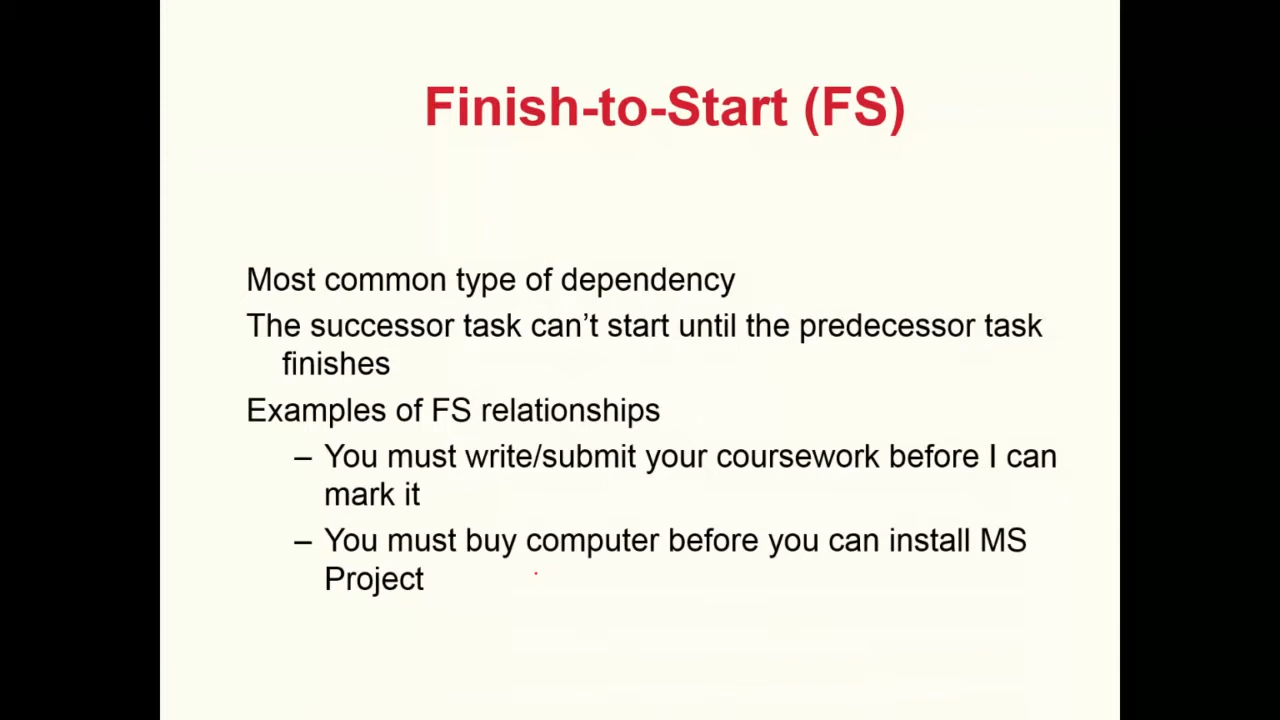 Finish-to-Start (FS)
Most common type of dependency
The successor task can’t start until the predecessor task
finishes
Examples of FS relationships
– You must write/submit your coursework before I can
mark it
– You must buy computer before you can install MS
Project